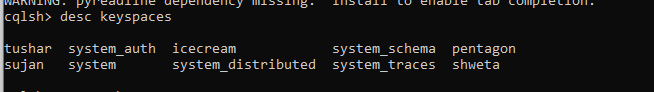 WARNING: pyreadline dependency missing. Install to enable tab completion.
cqlsh> desc keyspaces
tushar system_auth icecream system_schema pentagon
sujan system system_distributed system_traces shweta